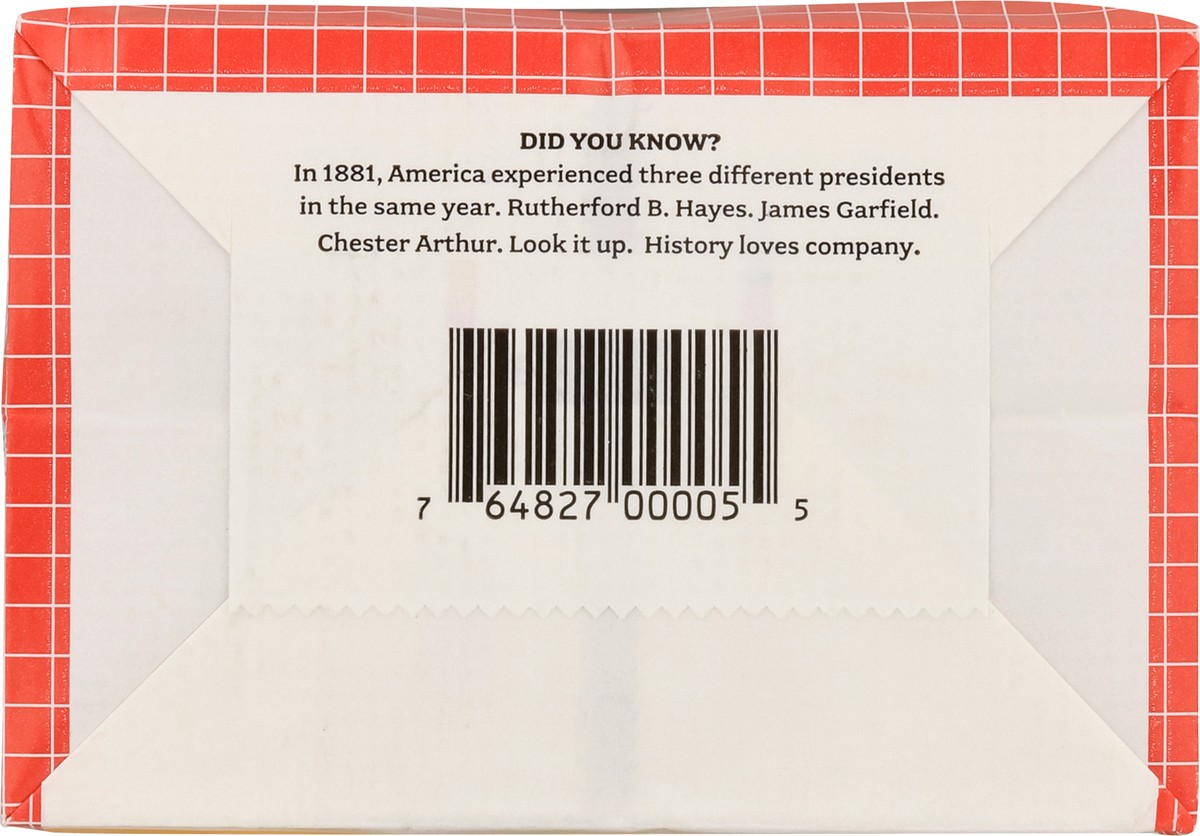 DID YOU KNOW?
In 1881, America experienced three different presidents
in the same year. Rutherford B. Hayes. James Garfield.
Chester Arthur. Look it up.  History loves company.
7 64827 00005 5